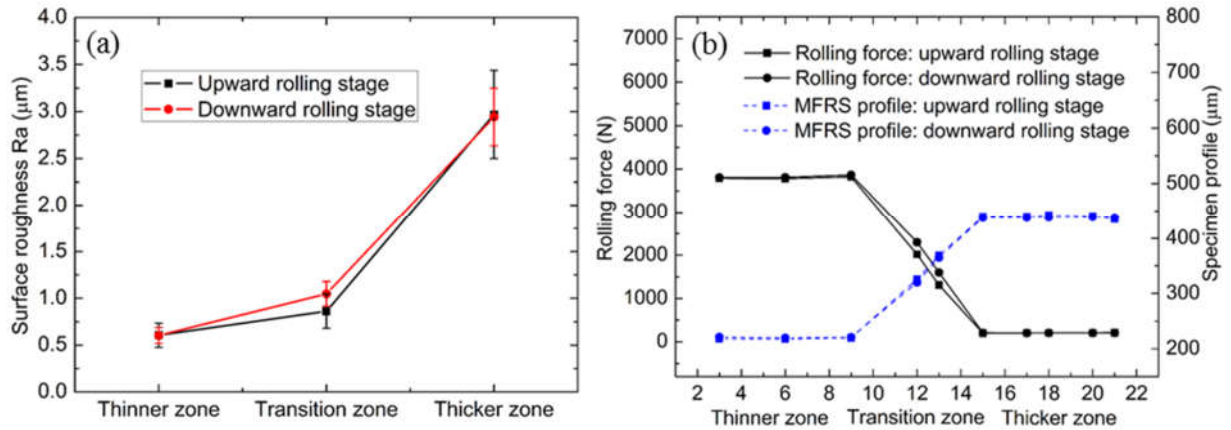 (a)
Upward rolling stage
Downward rolling stage
Surface roughness Ra (μm)
4.0
3.5
3.0
2.5
2.0
1.5
1.0
0.5
0.0
Thinner zone Transition zone Thicker zone
(b)
Rolling force: upward rolling stage
Rolling force: downward rolling stage
MFRS profile: upward rolling stage
MFRS profile: downward rolling stage
Rolling force (N)
7000
6000
5000
4000
3000
2000
1000
0
Specimen profile (μm)
800
700
600
500
400
300
200
2 4 6 8 10 12 14 16 18 20 22
Thinner zone Transition zone Thicker zone